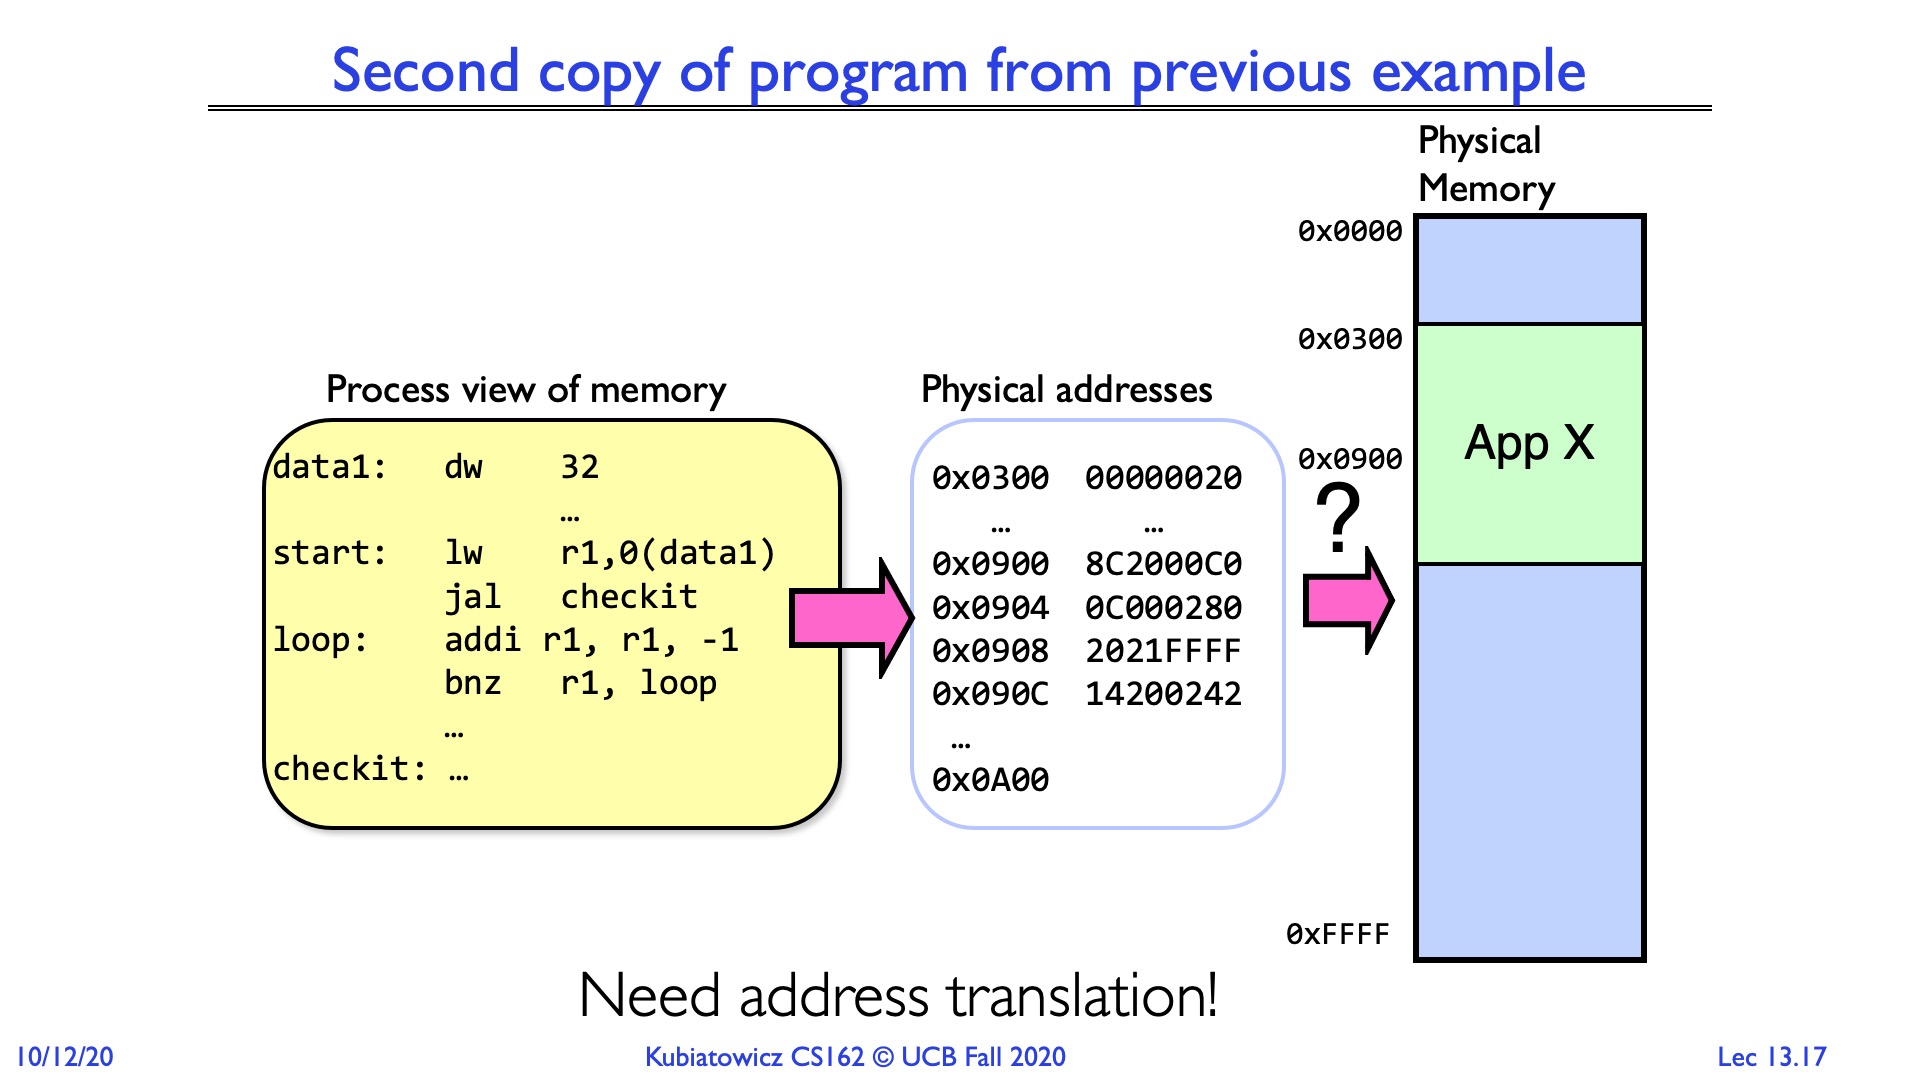 Second copy of program from previous example
Physical
Memory
0x0000
0x0300
0x0900
App X
?
0xFFFF
Process view of memory
data1: dw 32
…
start: lw r1,0(data1)
jal checkit
loop: addi r1, r1, -1
bnz r1, loop
…
checkit: …
Physical addresses
0x0300 00000020
… …
0x0900 8C2000C0
0x0904 0C000280
0x0908 2021FFFF
0x090C 14200242
…
0x0A00
Need address translation!
10/12/20
Kubiatowicz CS162 © UCB Fall 2020
Lec 13.17